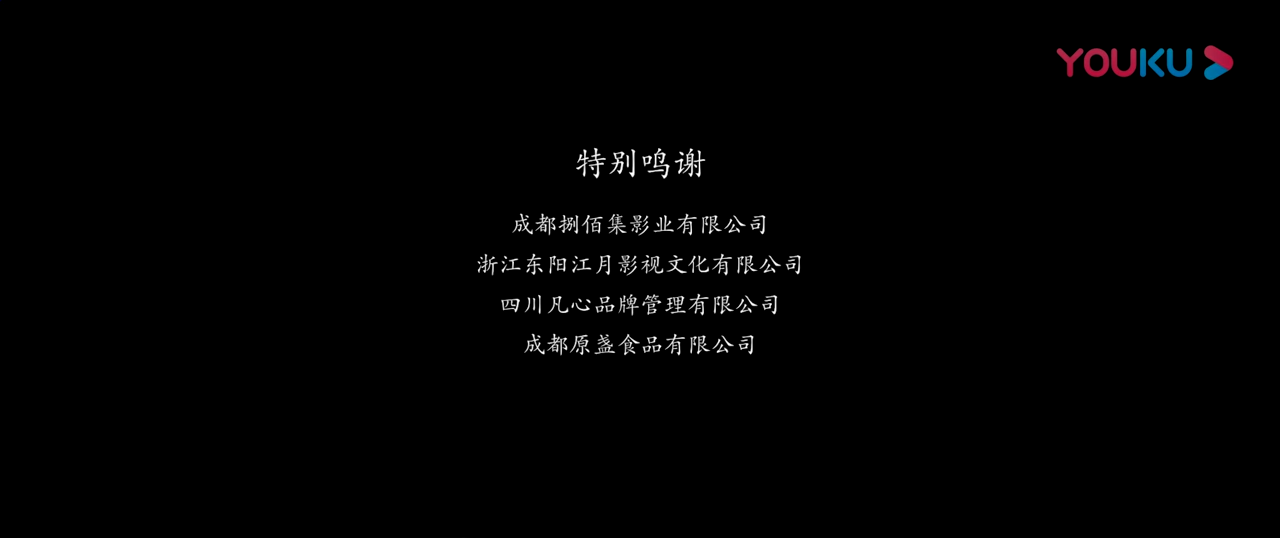 YOUKU
特别鸣谢
成都捌佰集影业有限公司
浙江东阳江月影视文化有限公司
四川凡心品牌管理有限公司
成都原盏食品有限公司